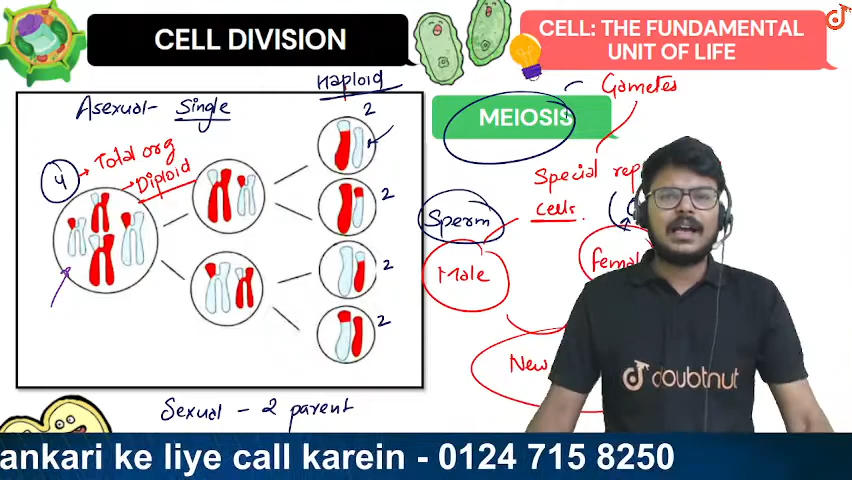 CELL DIVISION
CELL: THE FUNDAMENTAL
UNIT OF LIFE
Haploid
Gametes
Asexual- Single
2
MEIOSIS
4
Total org
Diploid
Special rep
cells.
2
Sperm
Female
2
Male
2
New
doubtnut
Sexual - 2 parent
ankari ke liye call karein - 0124 715 8250